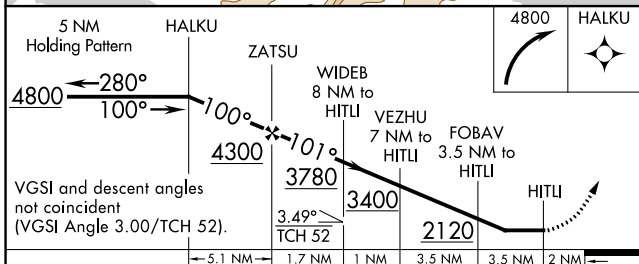 5 NM
Holding Pattern
HALKU
ZATSU
WIDEB
8 NM to
HITLI
VEZHU
7 NM to
HITLI
FOBAV
3.5 NM to
HITLI
HITLI
4800
HALKU
4800
280°
100°
100°
4300
101°
3780
3400
2120
3.49°
TCH 52
VGSI and descent angles
not coincident
(VGSI Angle 3.00/TCH 52).
5.1 NM
1.7 NM
1 NM
3.5 NM
3.5 NM
2 NM